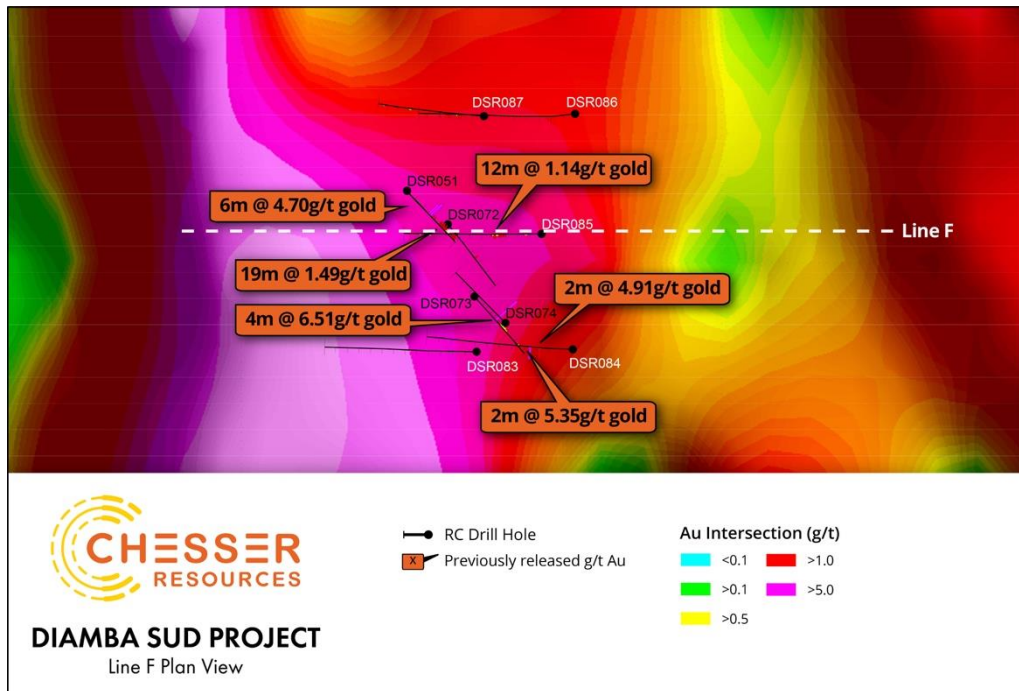 DSR087
DSR086
12m @ 1.14g/t gold
DSR051
6m @ 4.70g/t gold
DSR072
DSR085
Line F
19m @ 1.49g/t gold
2m @ 4.91g/t gold
DSR073
4m @ 6.51g/t gold
DSR074
DSR083
DSR084
2m @ 5.35g/t gold
CHESSER
RESOURCES
DIAMBA SUD PROJECT
Line F Plan View
RC Drill Hole
X
Previously released g/t Au
Au Intersection (g/t)
<0.1
>1.0
>0.1
>5.0
>0.5